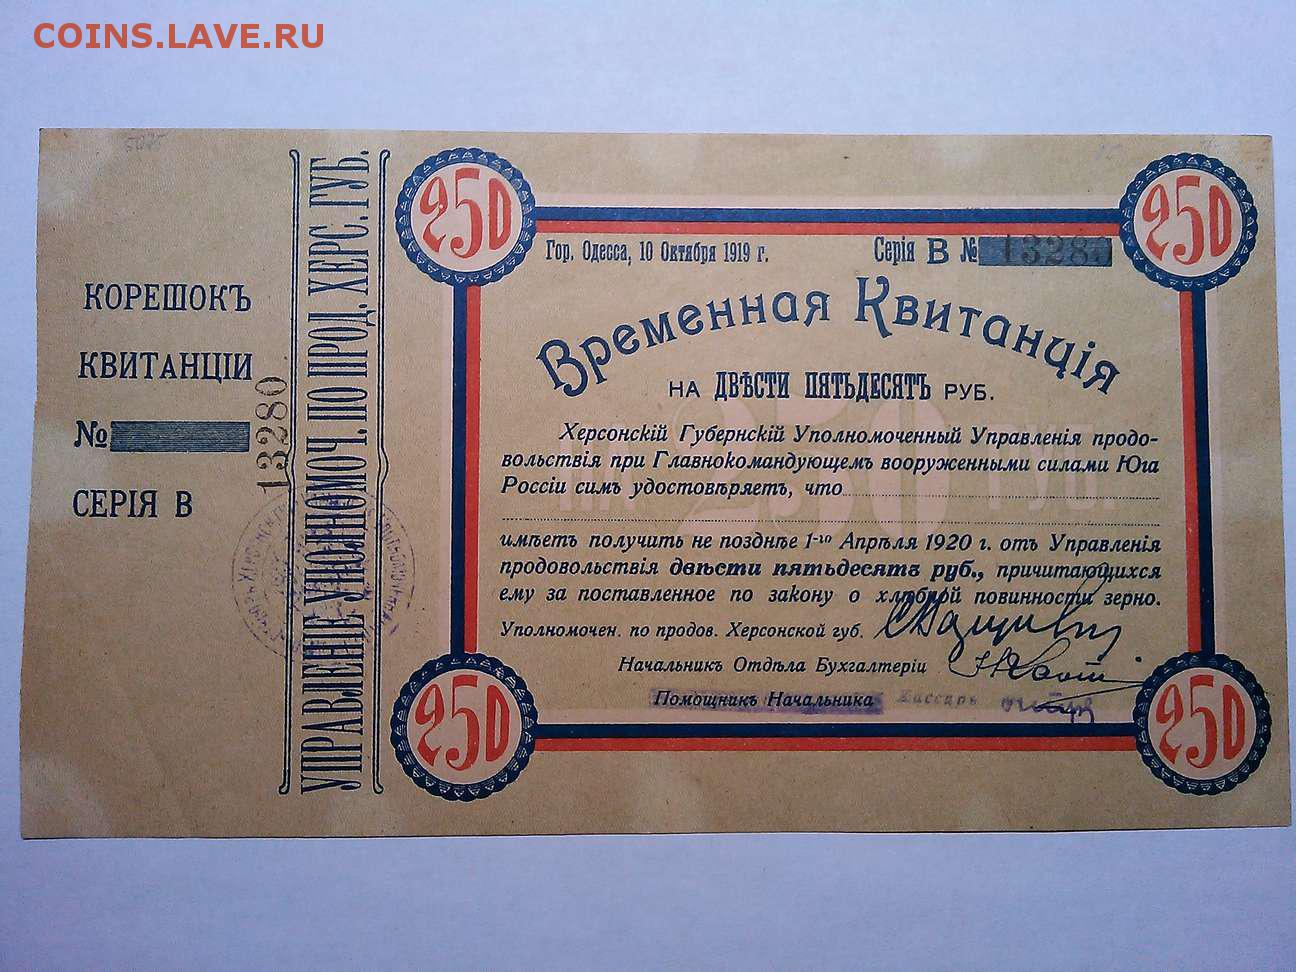 COINS.LAVE.RU
КОРЕШОКЪ
КВИТАНЦІИ
№
13280
СЕРІЯ В
УПРАВЛЕНІЕ УПОЛНОМОЧ. ПО ПРОД. ХЕРС. ГУБ.
250
250
Гор. Одесса, 10 Октября 1919 г.
Серія В № 13280
Временная Квитанція
НА ДВѢСТИ ПЯТЬДЕСЯТЪ РУБ.
Херсонскій Губернскій Уполномоченный Управленія продо-
вольствія при Главнокомандующемъ вооруженными силами Юга
Россіи симъ удостовѣряетъ, что
имѣетъ получить не позднѣе 1-го Апрѣля 1920 г. отъ Управленія
продовольствія двѣсти пятьдесятъ руб., причитающихся
ему за поставленное по закону о хлѣбной повинности зерно.
Уполномочен. по продов. Херсонской губ.
Начальникъ Отдѣла Бухгалтеріи
Помощникъ Начальника Кассиръ
250
250